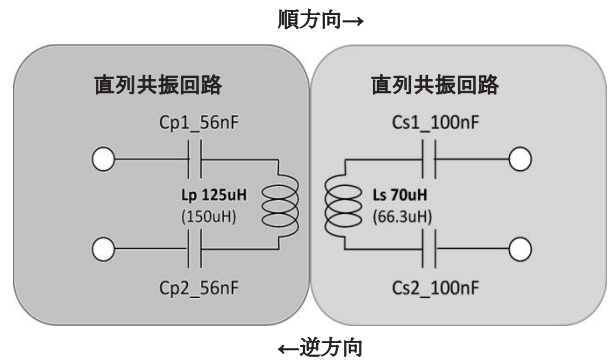 順方向→
直列共振回路
直列共振回路
Cp1_56nF
Cs1_100nF
Lp 125uH
(150uH)
Ls 70uH
(66.3uH)
Cp2_56nF
Cs2_100nF
←逆方向